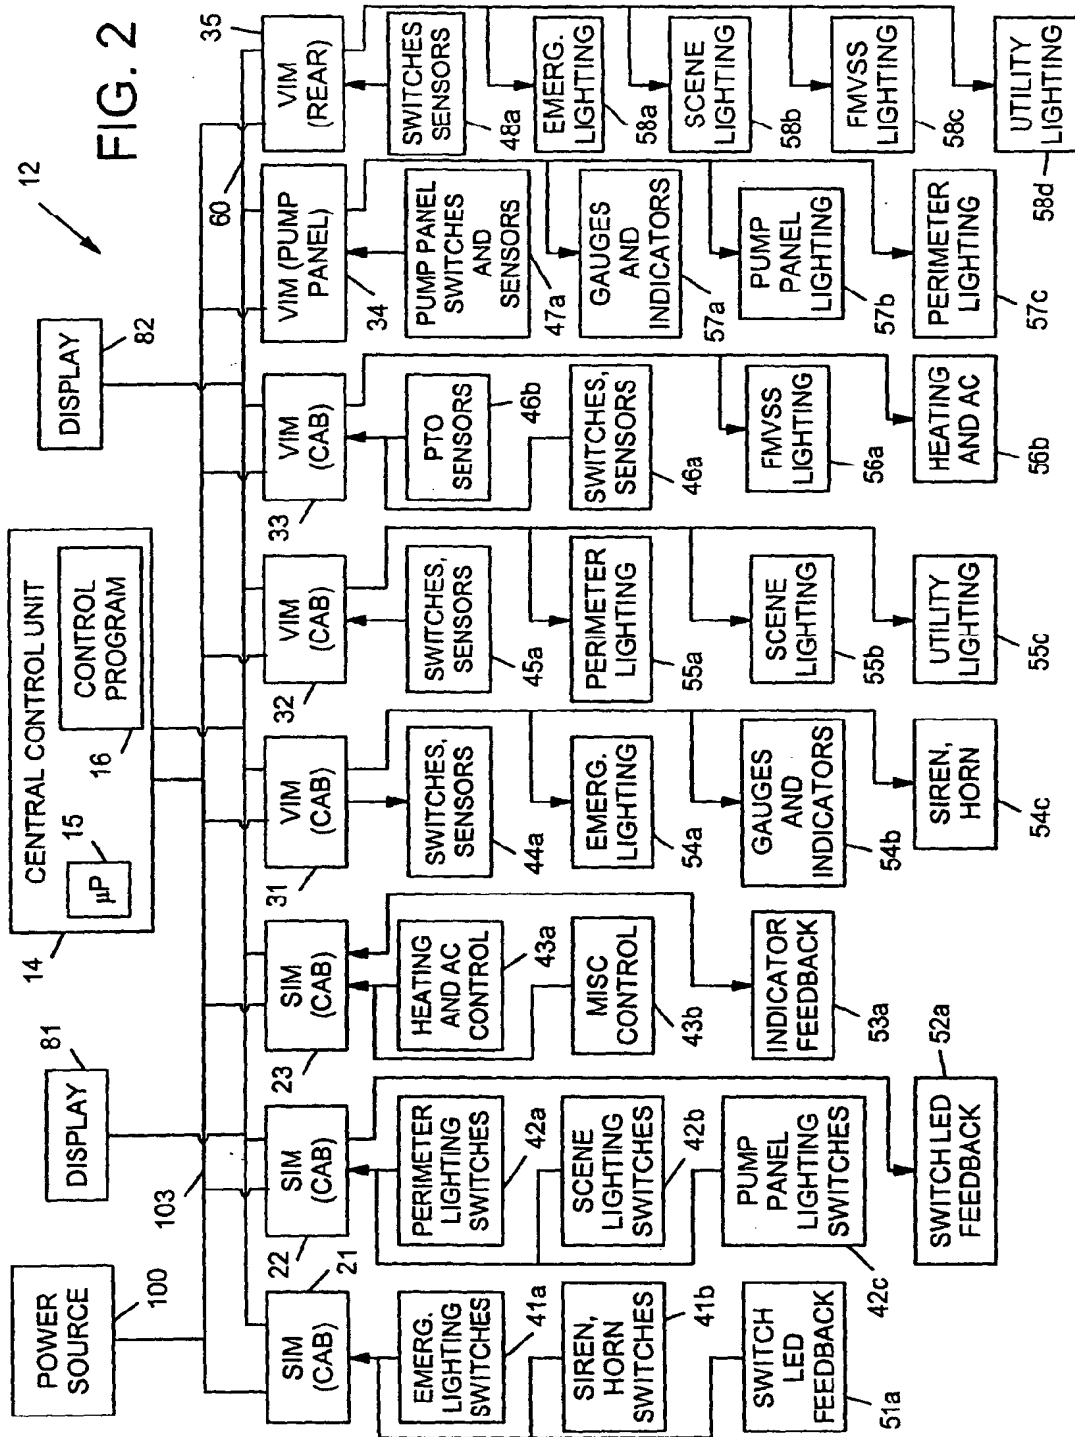 FIG. 2
12
POWER
SOURCE
100
103
DISPLAY
81
CENTRAL CONTROL UNIT
14
μP
15
CONTROL
PROGRAM
16
DISPLAY
82
60
SIM
(CAB)
21
EMERG.
LIGHTING
SWITCHES
41a
SIREN,
HORN
SWITCHES
41b
SWITCH
LED
FEEDBACK
51a
SIM
(CAB)
22
PERIMETER
LIGHTING
SWITCHES
42a
SCENE
LIGHTING
SWITCHES
42b
PUMP
PANEL
LIGHTING
SWITCHES
42c
SWITCH LED
FEEDBACK
52a
SIM
(CAB)
23
HEATING
AND AC
CONTROL
43a
MISC
CONTROL
43b
INDICATOR
FEEDBACK
53a
VIM
(CAB)
31
SWITCHES,
SENSORS
44a
EMERG.
LIGHTING
54a
GAUGES
AND
INDICATORS
54b
SIREN,
HORN
54c
VIM
(CAB)
32
SWITCHES,
SENSORS
45a
PERIMETER
LIGHTING
55a
SCENE
LIGHTING
55b
UTILITY
LIGHTING
55c
VIM
(CAB)
33
PTO
SENSORS
46b
SWITCHES,
SENSORS
46a
FMVSS
LIGHTING
56a
HEATING
AND AC
56b
VIM (PUMP
PANEL)
34
PUMP PANEL
SWITCHES
AND
SENSORS
47a
GAUGES
AND
INDICATORS
57a
PUMP
PANEL
LIGHTING
57b
PERIMETER
LIGHTING
57c
VIM
(REAR)
35
SWITCHES
SENSORS
48a
EMERG.
LIGHTING
58a
SCENE
LIGHTING
58b
FMVSS
LIGHTING
58c
UTILITY
LIGHTING
58d